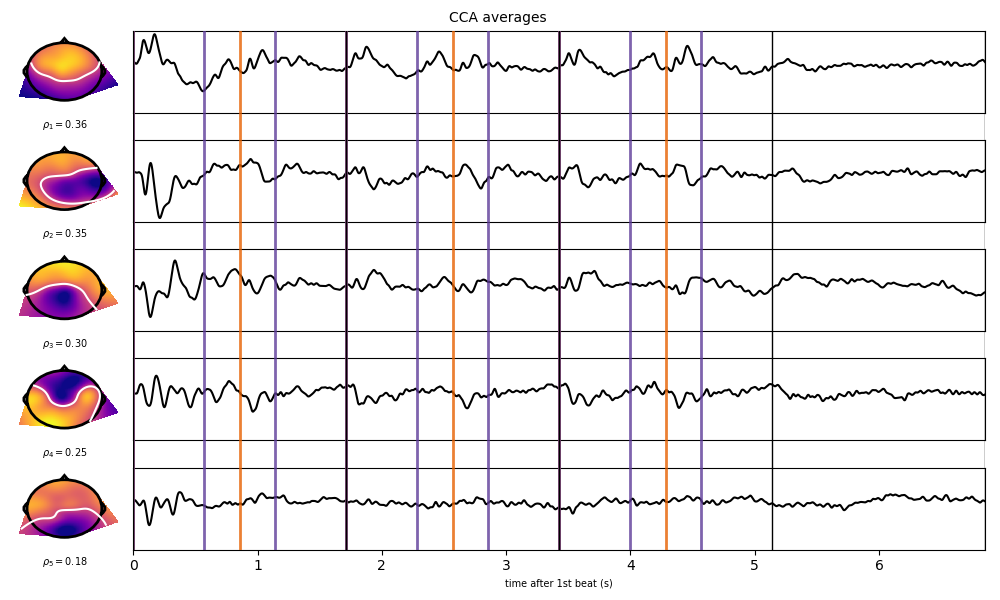 CCA averages
ρ₁ = 0.36
ρ₂ = 0.35
ρ₃ = 0.30
ρ₄ = 0.25
ρ₅ = 0.18
0 1 2 3 4 5 6
time after 1st beat (s)